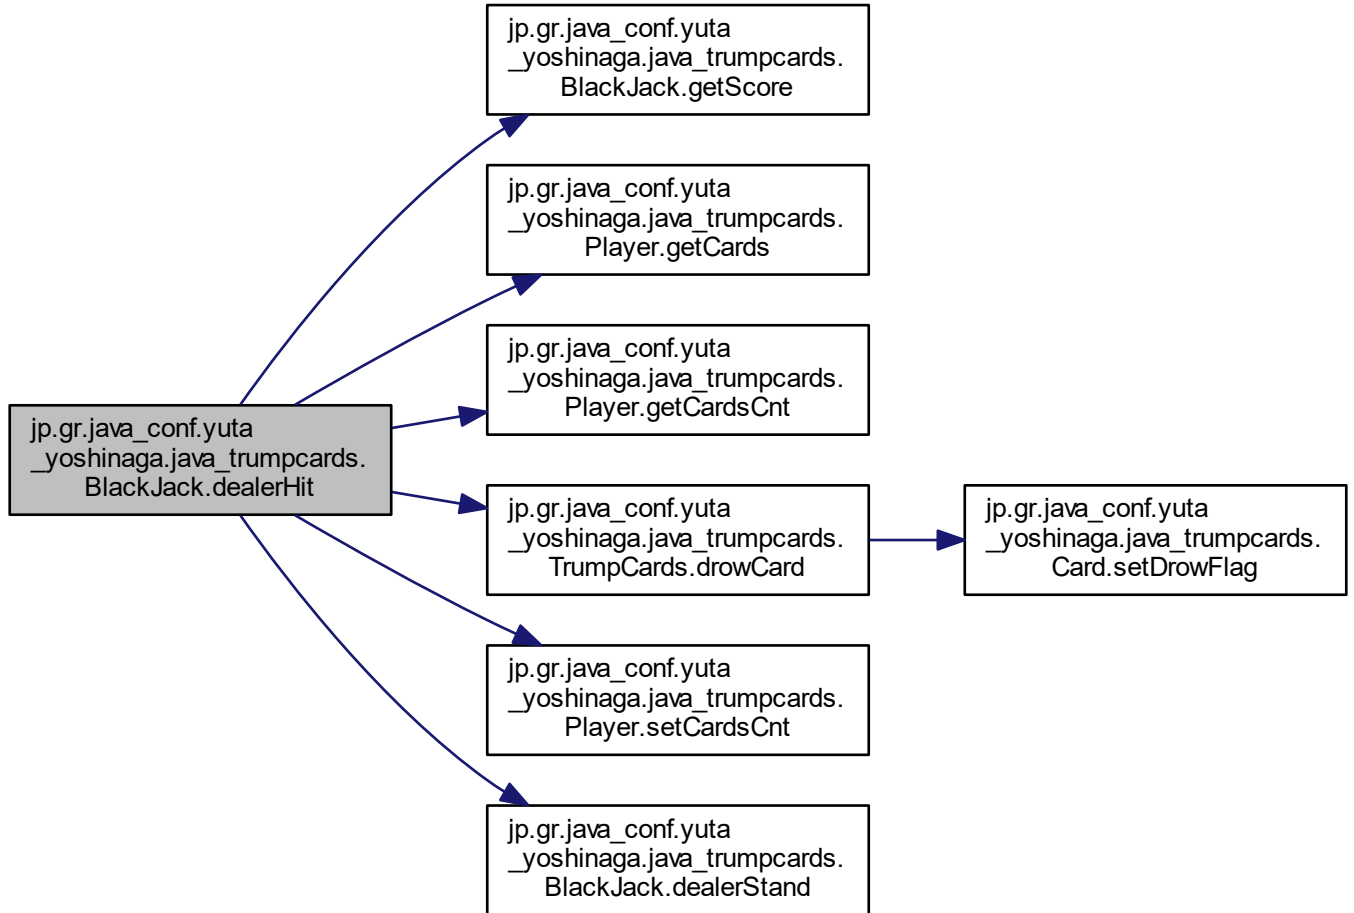 jp.gr.java_conf.yuta
_yoshinaga.java_trumpcards.
BlackJack.getScore
jp.gr.java_conf.yuta
_yoshinaga.java_trumpcards.
Player.getCards
jp.gr.java_conf.yuta
_yoshinaga.java_trumpcards.
Player.getCardsCnt
jp.gr.java_conf.yuta
_yoshinaga.java_trumpcards.
BlackJack.dealerHit
jp.gr.java_conf.yuta
_yoshinaga.java_trumpcards.
TrumpCards.drowCard
jp.gr.java_conf.yuta
_yoshinaga.java_trumpcards.
Card.setDrowFlag
jp.gr.java_conf.yuta
_yoshinaga.java_trumpcards.
Player.setCardsCnt
jp.gr.java_conf.yuta
_yoshinaga.java_trumpcards.
BlackJack.dealerStand